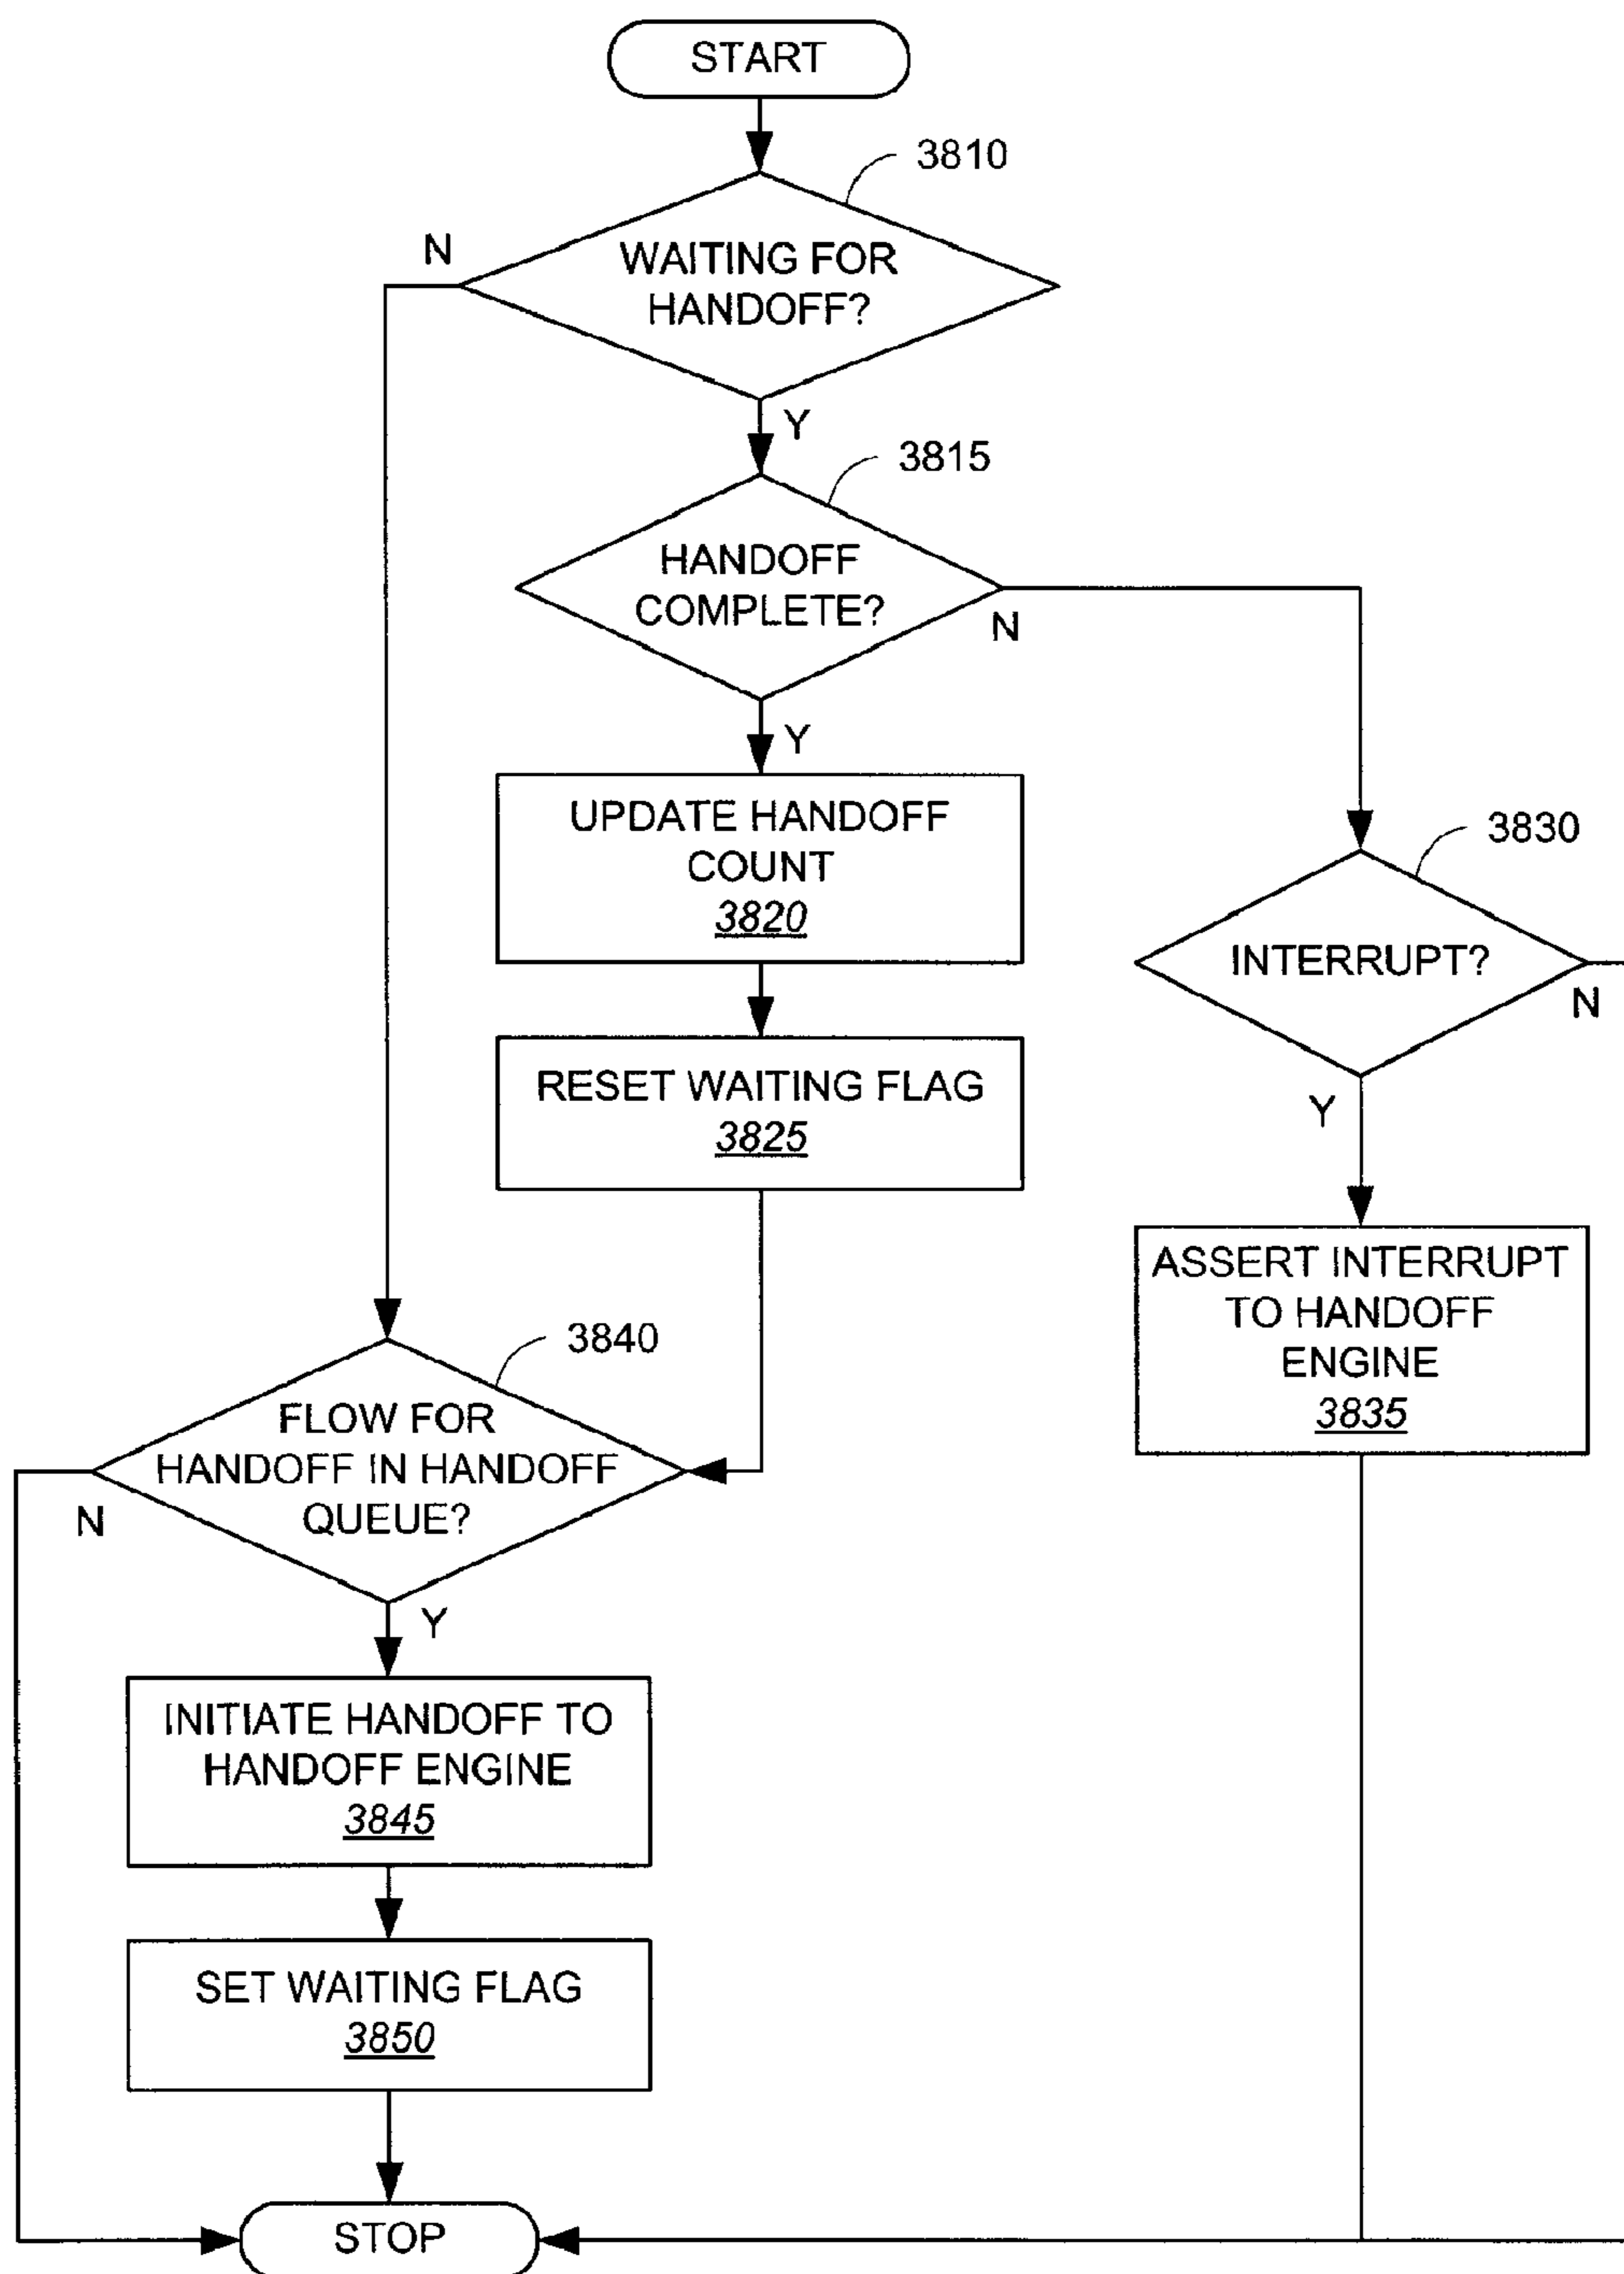 START
3810
N
WAITING FOR
HANDOFF?
Y
3815
HANDOFF
COMPLETE?
N
Y
UPDATE HANDOFF
COUNT
3820
3830
INTERRUPT?
N
RESET WAITING FLAG
3825
Y
ASSERT INTERRUPT
TO HANDOFF
ENGINE
3835
3840
FLOW FOR
HANDOFF IN HANDOFF
QUEUE?
N
Y
INITIATE HANDOFF TO
HANDOFF ENGINE
3845
SET WAITING FLAG
3850
STOP